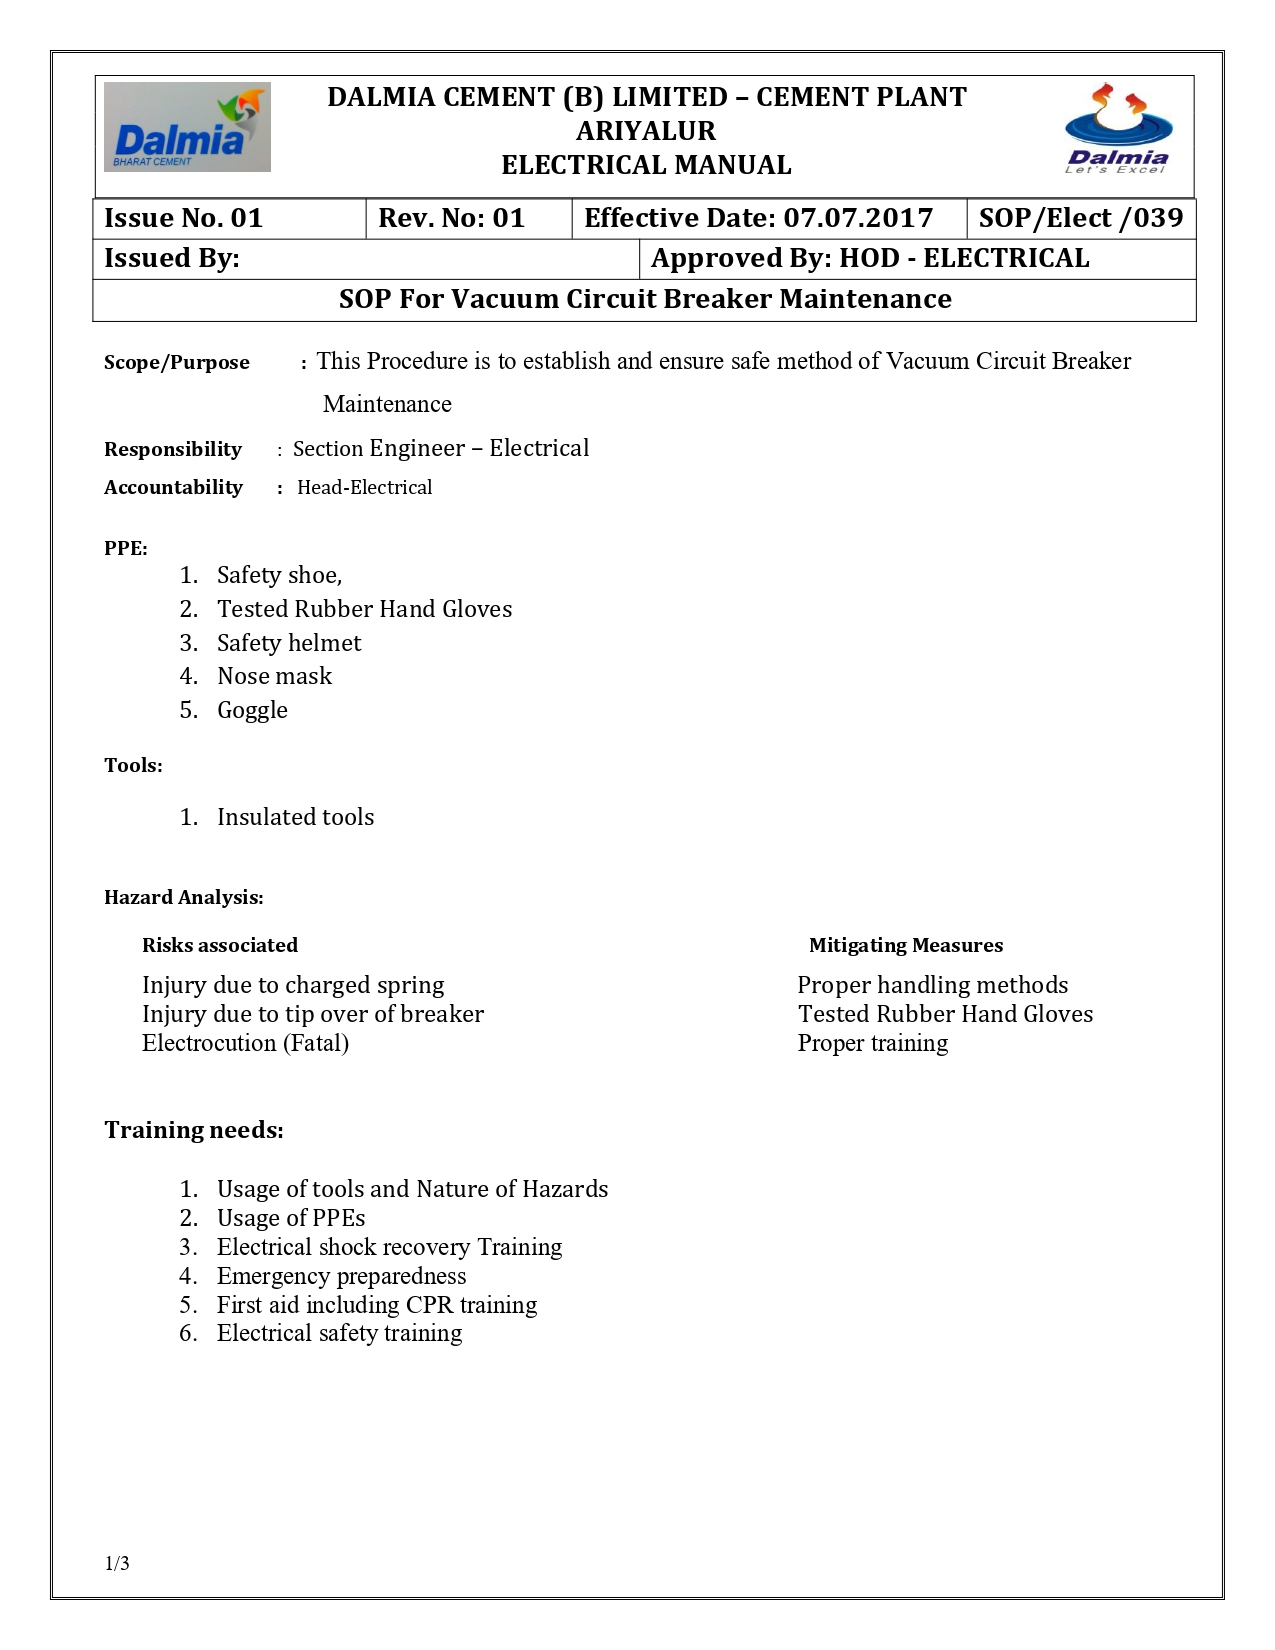 Dalmia
BHARAT CEMENT
DALMIA CEMENT (B) LIMITED – CEMENT PLANT
ARIYALUR
ELECTRICAL MANUAL
Dalmia
Let's Excel
Issue No. 01 Rev. No: 01 Effective Date: 07.07.2017 SOP/Elect /039
Issued By: Approved By: HOD - ELECTRICAL
SOP For Vacuum Circuit Breaker Maintenance
Scope/Purpose : This Procedure is to establish and ensure safe method of Vacuum Circuit Breaker
Maintenance
Responsibility : Section Engineer – Electrical
Accountability : Head-Electrical
PPE:
1. Safety shoe,
2. Tested Rubber Hand Gloves
3. Safety helmet
4. Nose mask
5. Goggle
Tools:
1. Insulated tools
Hazard Analysis:
Risks associated Mitigating Measures
Injury due to charged spring Proper handling methods
Injury due to tip over of breaker Tested Rubber Hand Gloves
Electrocution (Fatal) Proper training
Training needs:
1. Usage of tools and Nature of Hazards
2. Usage of PPEs
3. Electrical shock recovery Training
4. Emergency preparedness
5. First aid including CPR training
6. Electrical safety training
1/3